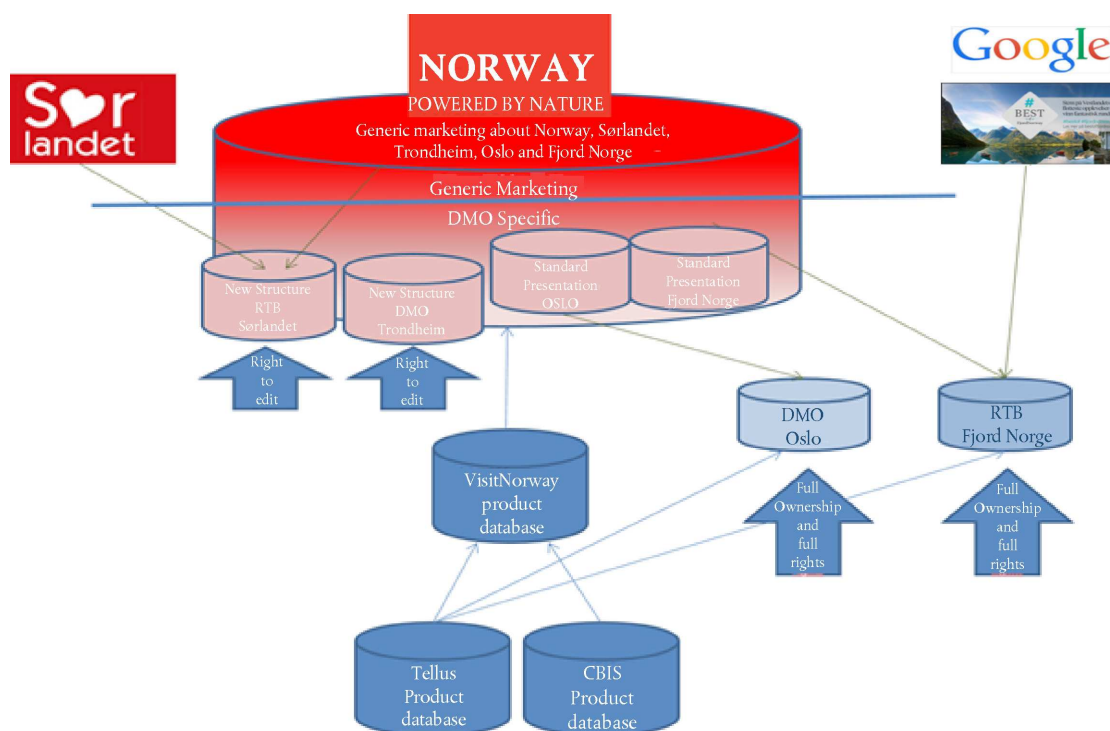 NORWAY
POWERED BY NATURE
Generic marketing about Norway, Sørlandet,
Trondheim, Oslo and Fjord Norge
Generic Marketing
DMO Specific
Sør
landet
Google
#
BEST
New Structure
RTB
Sørlandet
New Structure
DMO
Trondheim
Standard
Presentation
OSLO
Standard
Presentation
Fjord Norge
Right
to
edit
Right
to
edit
DMO
Oslo
RTB
Fjord Norge
VisitNorway
product
database
Full
Ownership
and
full
rights
Full
Ownership
and
full
rights
Tellus
Product
database
CBIS
Product
database